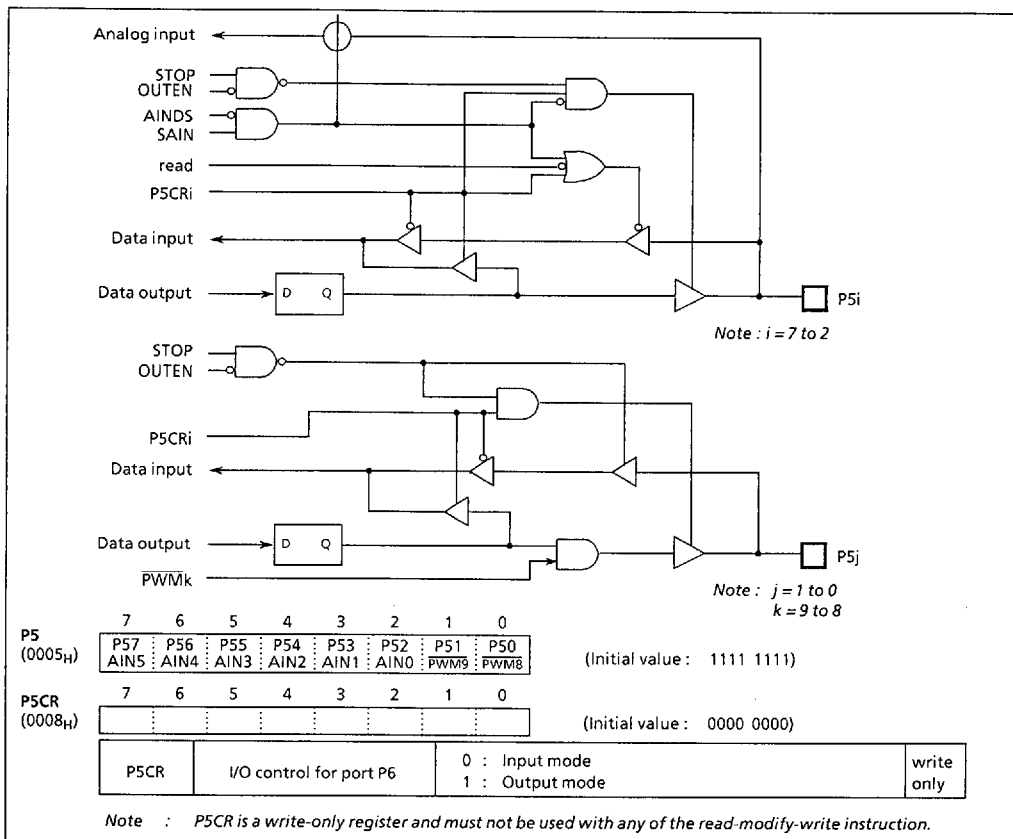 Analog input
STOP
OUTEN
AINDS
SAIN
read
P5CRi
Data input
Data output
D Q
P5i
Note : i = 7 to 2
STOP
OUTEN
P5CRi
Data input
Data output
D Q
PWMk
P5j
Note : j = 1 to 0
k = 9 to 8
7 6 5 4 3 2 1 0
P5
(0005H)
P57 P56 P55 P54 P53 P52 P51 P50
AIN5 AIN4 AIN3 AIN2 AIN1 AIN0 PWM9 PWM8
(Initial value : 1111 1111)
7 6 5 4 3 2 1 0
P5CR
(0008H)
(Initial value : 0000 0000)
P5CR
I/O control for port P6
0 : Input mode
1 : Output mode
write
only
Note : P5CR is a write-only register and must not be used with any of the read-modify-write instruction.